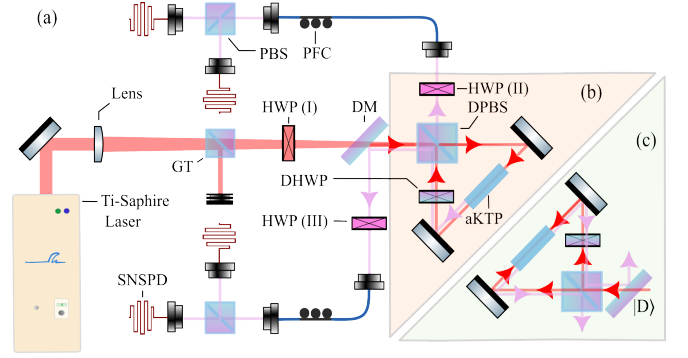 (a)
PBS
PFC
HWP (II)
(b)
DPBS
Lens
HWP (I)
DM
(c)
GT
DHWP
aKTP
Ti-Saphire
Laser
HWP (III)
SNSPD
|D⟩